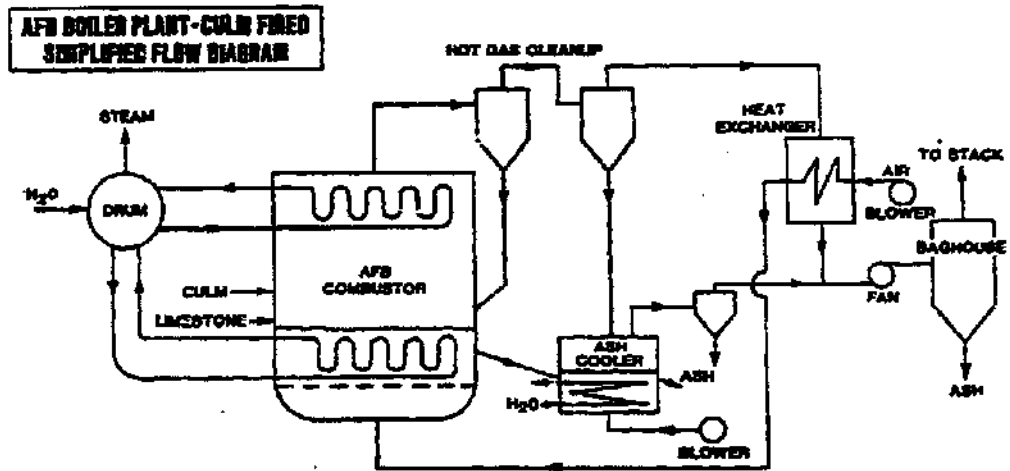 AFB BOILER PLANT-CULM FIRED
SIMPLIFIED FLOW DIAGRAM
HOT GAS CLEANUP
STEAM
HEAT
EXCHANGER
TO STACK
H₂O
DRUM
AIR
BLOWER
BAGHOUSE
AFB
COMBUSTOR
CULM
LIMESTONE
FAN
ASH
COOLER
ASH
ASH
H₂O
BLOWER